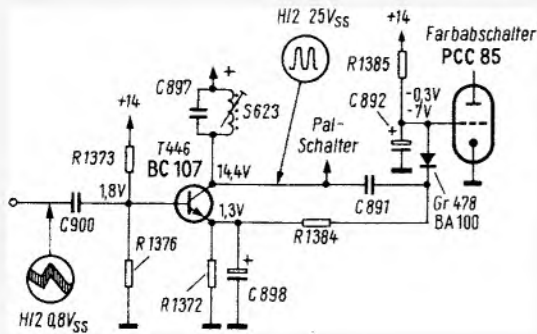 H/2 25Vss
+14
Farbabschalter
PCC 85
R1385
C897
+
S623
C892
-0,3V
-7V
+14
T446
BC 107
Pal-
Schalter
+
R1373
14,4V
1,8V
C891
Gr 478
BA 100
1,3V
C900
R1384
R1376
R1372
+
C898
H/2 0,8Vss